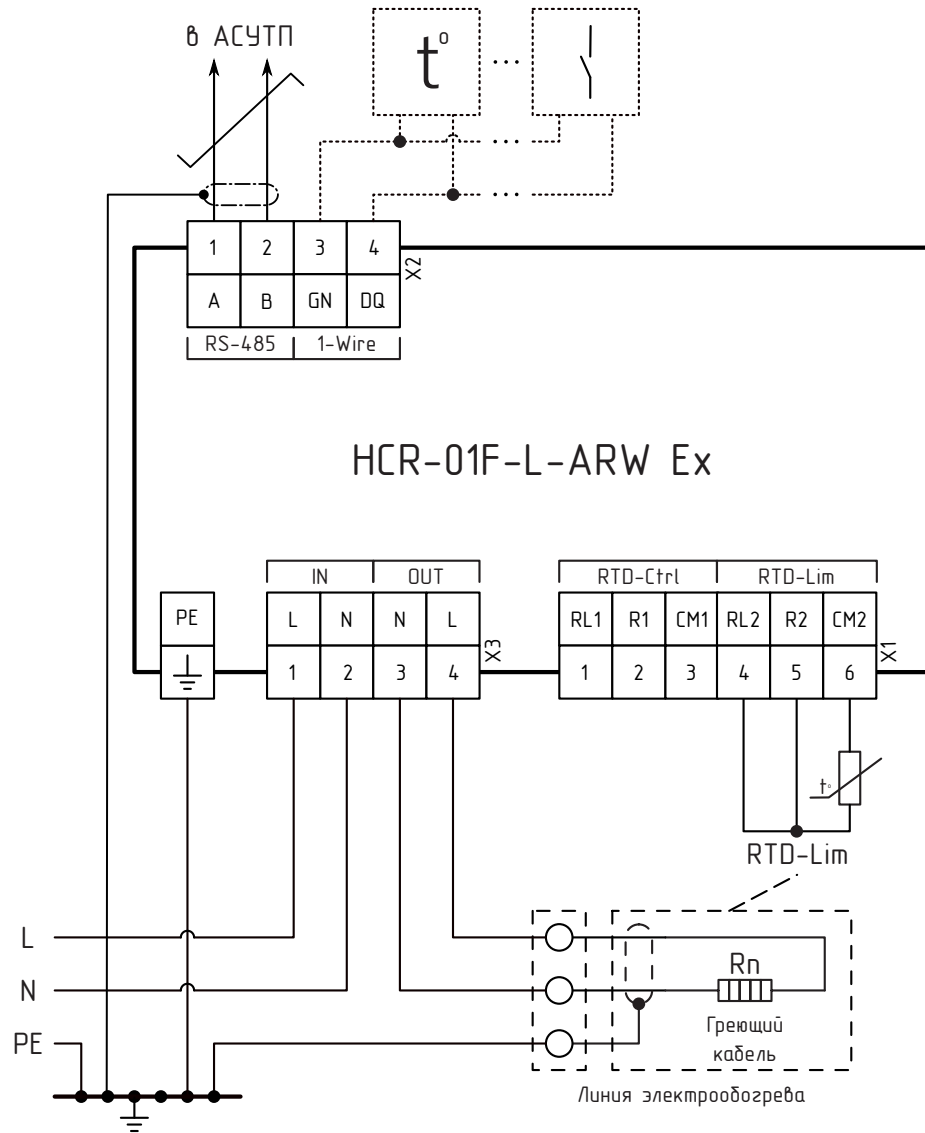 в АСУТП
t° ... 
...
...
1 2 3 4
X2
A B GN DQ
RS-485 1-Wire
HCR-01F-L-ARW Ex
IN OUT RTD-Ctrl RTD-Lim
PE L N N L RL1 R1 CM1 RL2 R2 CM2
X3 X1
1 2 3 4 1 2 3 4 5 6
t°
RTD-Lim
L
N
Rn
PE
Греющий
кабель
Линия электрообогрева